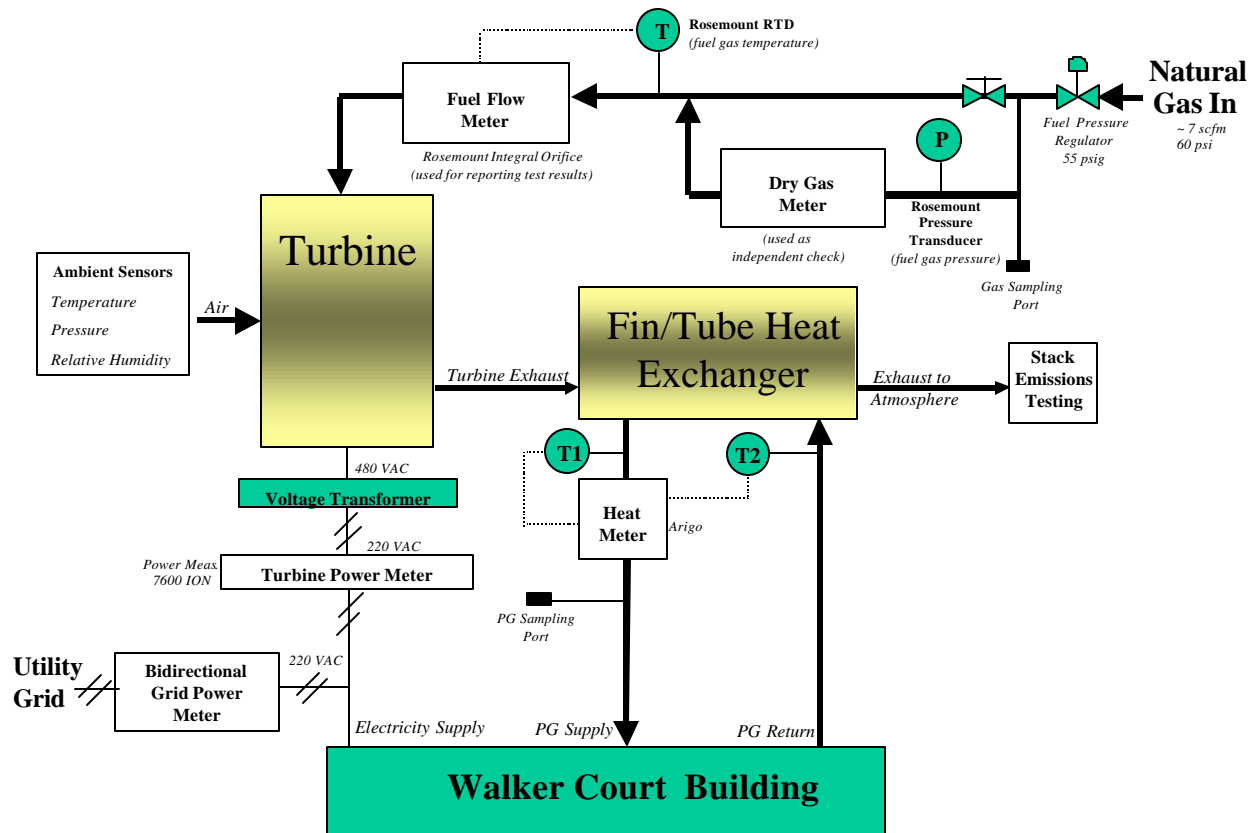 T
Rosemount RTD
(fuel gas temperature)
Natural
Gas In
~ 7 scfm
60 psi
Fuel Pressure
Regulator
55 psig
Fuel Flow
Meter
Rosemount Integral Orifice
(used for reporting test results)
P
Dry Gas
Meter
(used as
independent check)
Rosemount
Pressure
Transducer
(fuel gas pressure)
Gas Sampling
Port
Turbine
Ambient Sensors
Temperature
Pressure
Relative Humidity
Air
Fin/Tube Heat
Exchanger
Turbine Exhaust
Exhaust to
Atmosphere
Stack
Emissions
Testing
T1
T2
480 VAC
Voltage Transformer
Heat
Meter
Arigo
220 VAC
Power Meas.
7600 ION
Turbine Power Meter
PG Sampling
Port
Utility
Grid
Bidirectional
Grid Power
Meter
220 VAC
Electricity Supply
PG Supply
PG Return
Walker Court Building